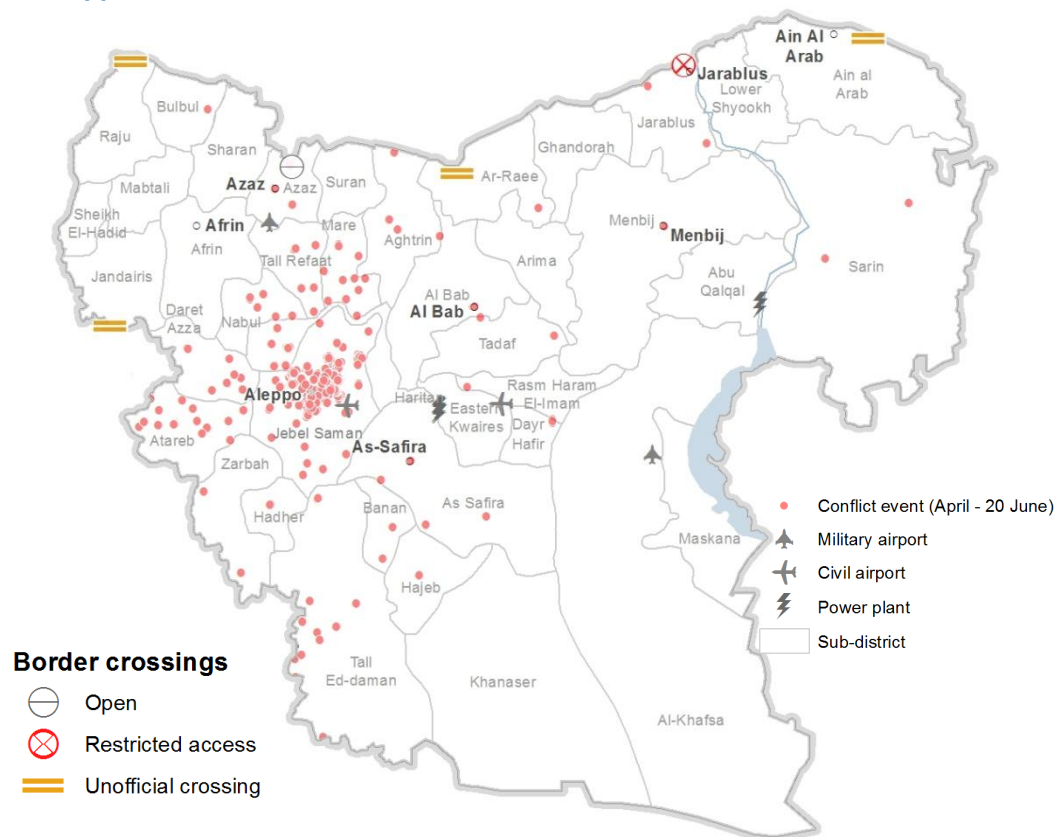 Ain Al
Arab
Ain al
Arab
Jarablus
Lower
Shyookh
Bulbul
Jarablus
Raju
Sharan
Ghandorah
Azaz
Azaz
Suran
Ar-Raee
Mabtali
Sheikh
El-Hadid
Afrin
Afrin
Mare
Aghtrin
Menbij
Menbij
Tall Refaat
Arima
Sarin
Jandairis
Abu
Qalqal
Daret
Azza
Nabul
Al Bab
Al Bab
Tadaf
Aleppo
Haritan
Rasm Haram
El-Imam
Eastern
Kwaires
Dayr
Hafir
Atareb
Jebel Saman
As-Safira
Zarbah
Hadher
Banan
As Safira
Maskana
Hajeb
Tall
Ed-daman
Khanaser
Al-Khafsa
Conflict event (April - 20 June)
Military airport
Civil airport
Power plant
Sub-district
Border crossings
Open
Restricted access
Unofficial crossing